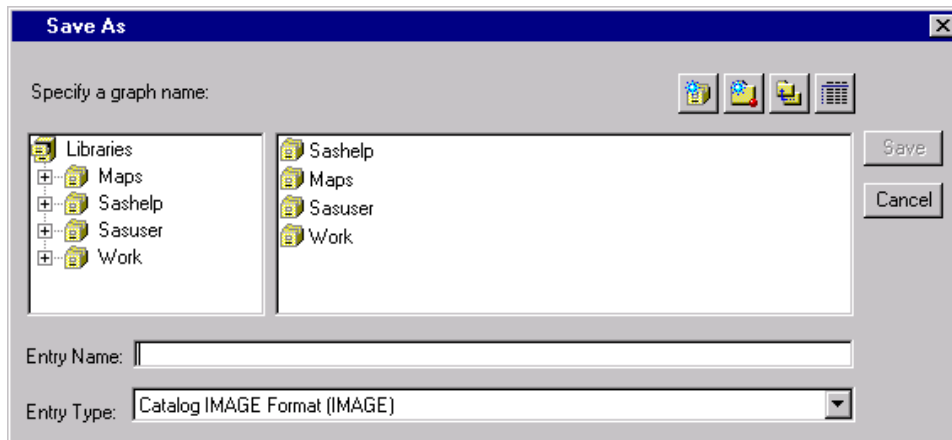 Save As
Specify a graph name:
Libraries
Maps
Sashelp
Sasuser
Work
Sashelp
Maps
Sasuser
Work
Save
Cancel
Entry Name:
Entry Type: Catalog IMAGE Format (IMAGE)